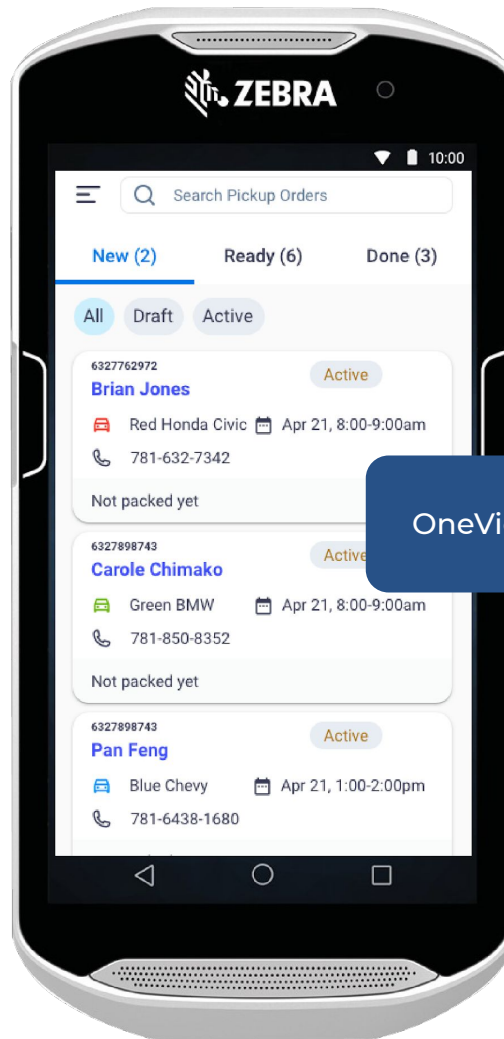 ZEBRA
10:00
Search Pickup Orders
New (2) Ready (6) Done (3)
All Draft Active
6327762972
Active
Brian Jones
Red Honda Civic Apr 21, 8:00-9:00am
781-632-7342
Not packed yet
OneVi
6327898743
Active
Carole Chimako
Green BMW Apr 21, 8:00-9:00am
781-850-8352
Not packed yet
6327898743
Active
Pan Feng
Blue Chevy Apr 21, 1:00-2:00pm
781-6438-1680